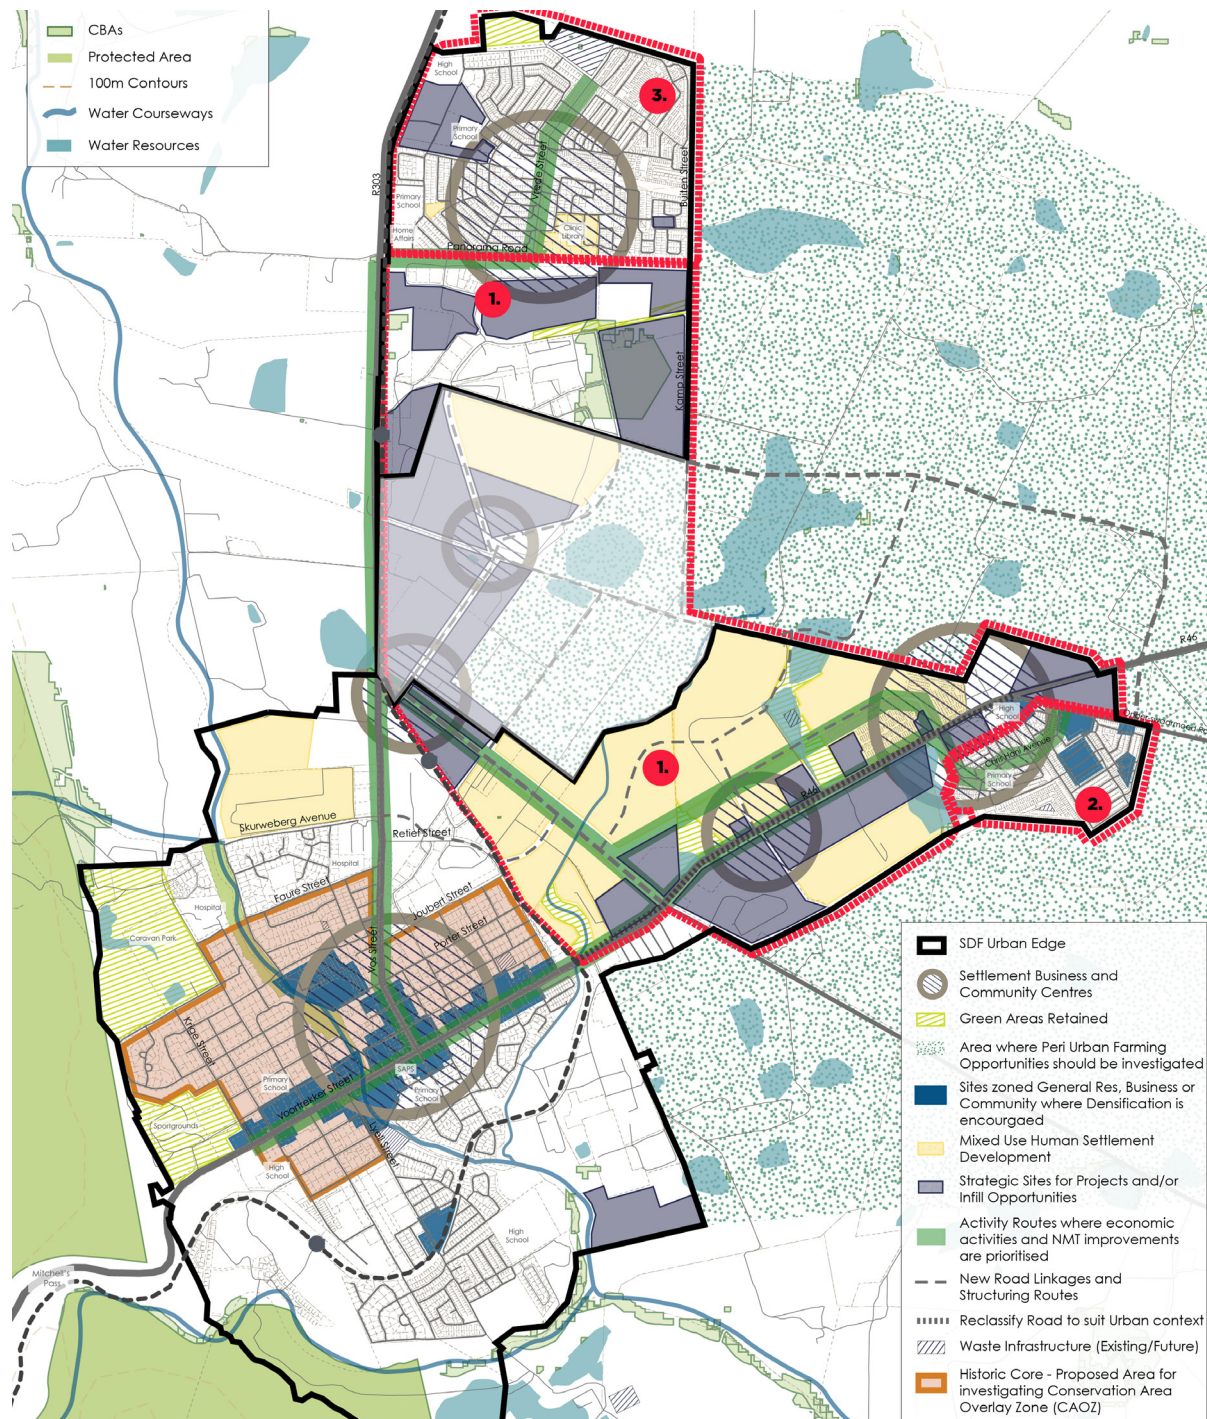 CBAs
Protected Area
100m Contours
Water Courseways
Water Resources
High
School
3.
Primary
School
R303
Vrede Street
Buiten Street
Primary
School
Clinic
Library
Home
Affairs
Panorama Road
1.
Kamp Street
R46
High
School
Chris Hani Avenue
Primary
School
1.
R46
2.
Skurweberg Avenue
Retief Street
Hospital
Faure Street
Hospital
Joubert Street
Porter Street
Caravan Park
Vos Street
Krige Street
SAPS
Primary
School
Primary
School
Voortrekker Street
Sportgrounds
Lyell Street
High
School
High
School
Mitchell's
Pass
SDF Urban Edge
Settlement Business and
Community Centres
Green Areas Retained
Area where Peri Urban Farming
Opportunities should be investigated
Sites zoned General Res, Business or
Community where Densification is
encourgaed
Mixed Use Human Settlement
Development
Strategic Sites for Projects and/or
Infill Opportunities
Activity Routes where economic
activities and NMT improvements
are prioritised
New Road Linkages and
Structuring Routes
Reclassify Road to suit Urban context
Waste Infrastructure (Existing/Future)
Historic Core - Proposed Area for
investigating Conservation Area
Overlay Zone (CAOZ)